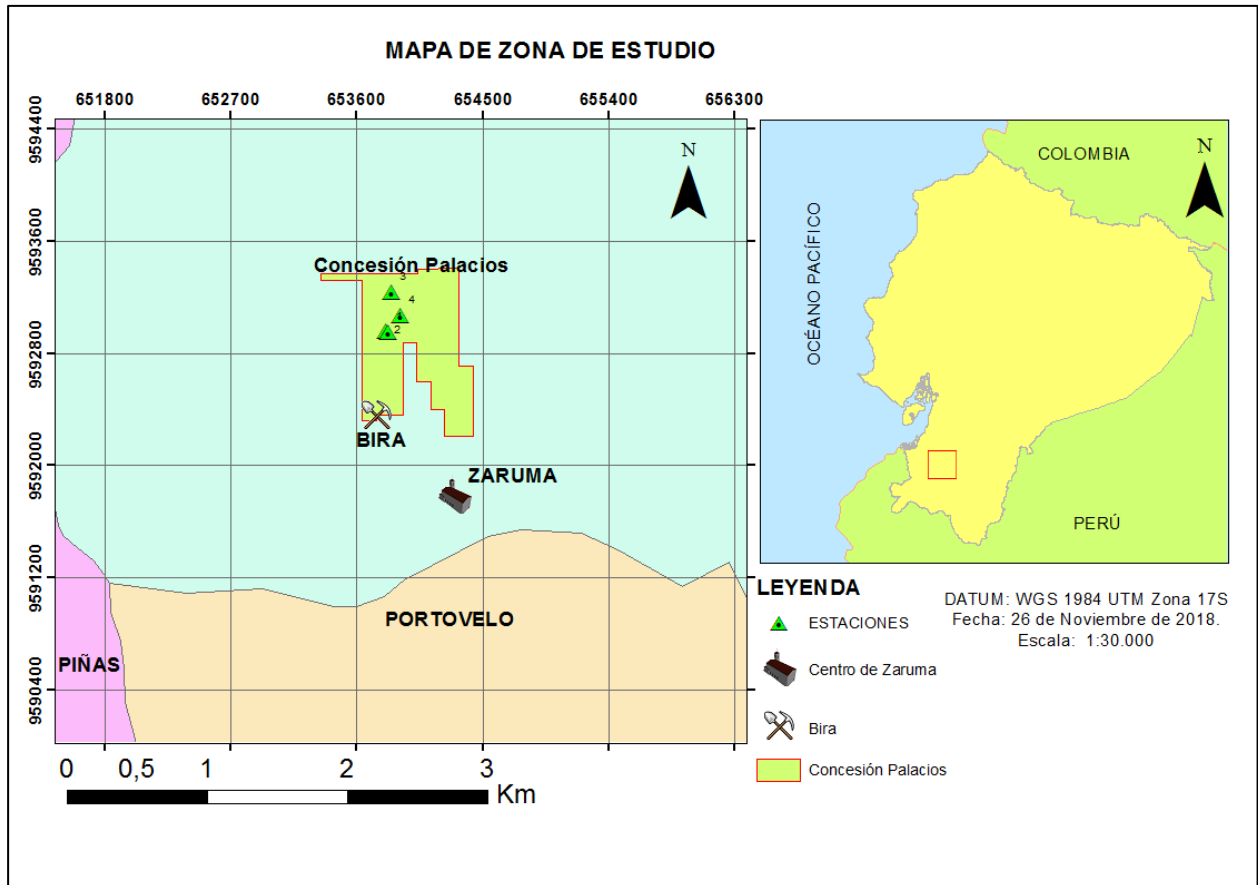 MAPA DE ZONA DE ESTUDIO
651800 652700 653600 654500 655400 656300
9594400
9593600
9592800
9592000
9591200
9590400
N
Concesión Palacios
3
4
2
BIRA
ZARUMA
PORTOVELO
PIÑAS
0 0,5 1 2 3
Km
COLOMBIA
N
OCÉANO PACÍFICO
PERÚ
LEYENDA
ESTACIONES
Centro de Zaruma
Bira
Concesión Palacios
DATUM: WGS 1984 UTM Zona 17S
Fecha: 26 de Noviembre de 2018.
Escala: 1:30.000